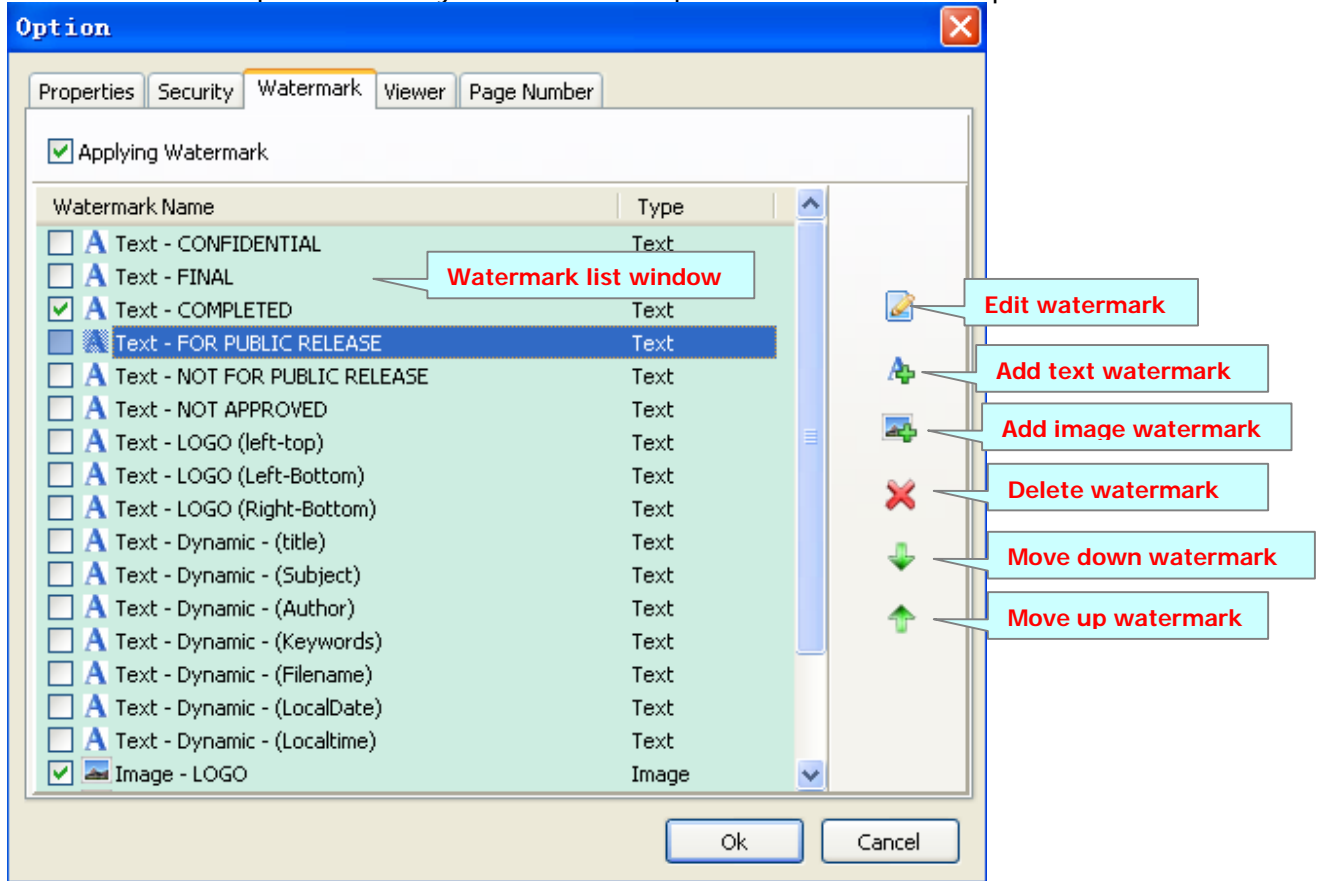 Option
Properties Security Watermark Viewer Page Number
Applying Watermark
Watermark Name Type
Text - CONFIDENTIAL Text
Text - FINAL
Watermark list window
Text - COMPLETED Text
Text - FOR PUBLIC RELEASE Text
Text - NOT FOR PUBLIC RELEASE Text
Text - NOT APPROVED Text
Text - LOGO (left-top) Text
Text - LOGO (Left-Bottom) Text
Text - LOGO (Right-Bottom) Text
Text - Dynamic - (title) Text
Text - Dynamic - (Subject) Text
Text - Dynamic - (Author) Text
Text - Dynamic - (Keywords) Text
Text - Dynamic - (Filename) Text
Text - Dynamic - (LocalDate) Text
Text - Dynamic - (Localtime) Text
Image - LOGO Image
Edit watermark
Add text watermark
Add image watermark
Delete watermark
Move down watermark
Move up watermark
Ok Cancel